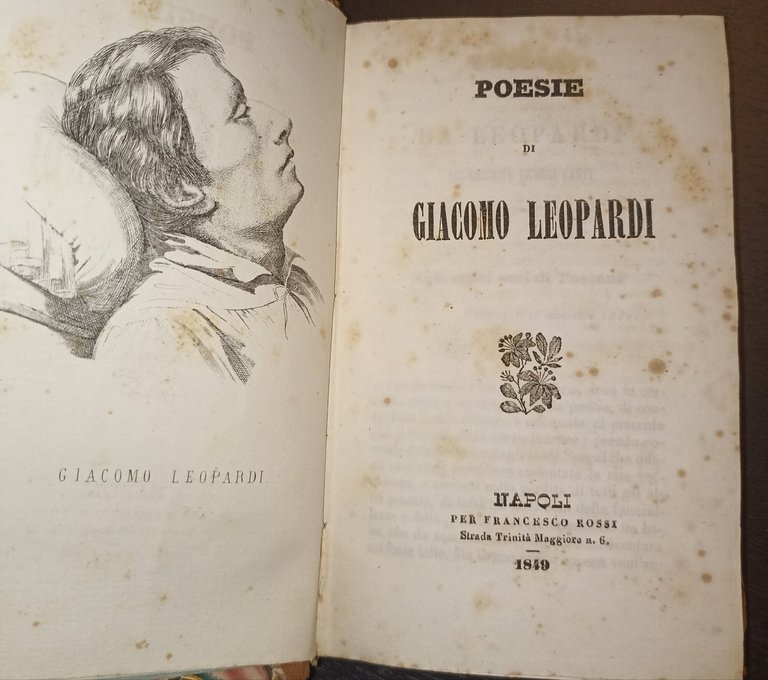 GIACOMO LEOPARDI.
POESIE
DI
GIACOMO LEOPARDI
NAPOLI
PER FRANCESCO ROSSI
Strada Trinità Maggiore n. 6.
1849